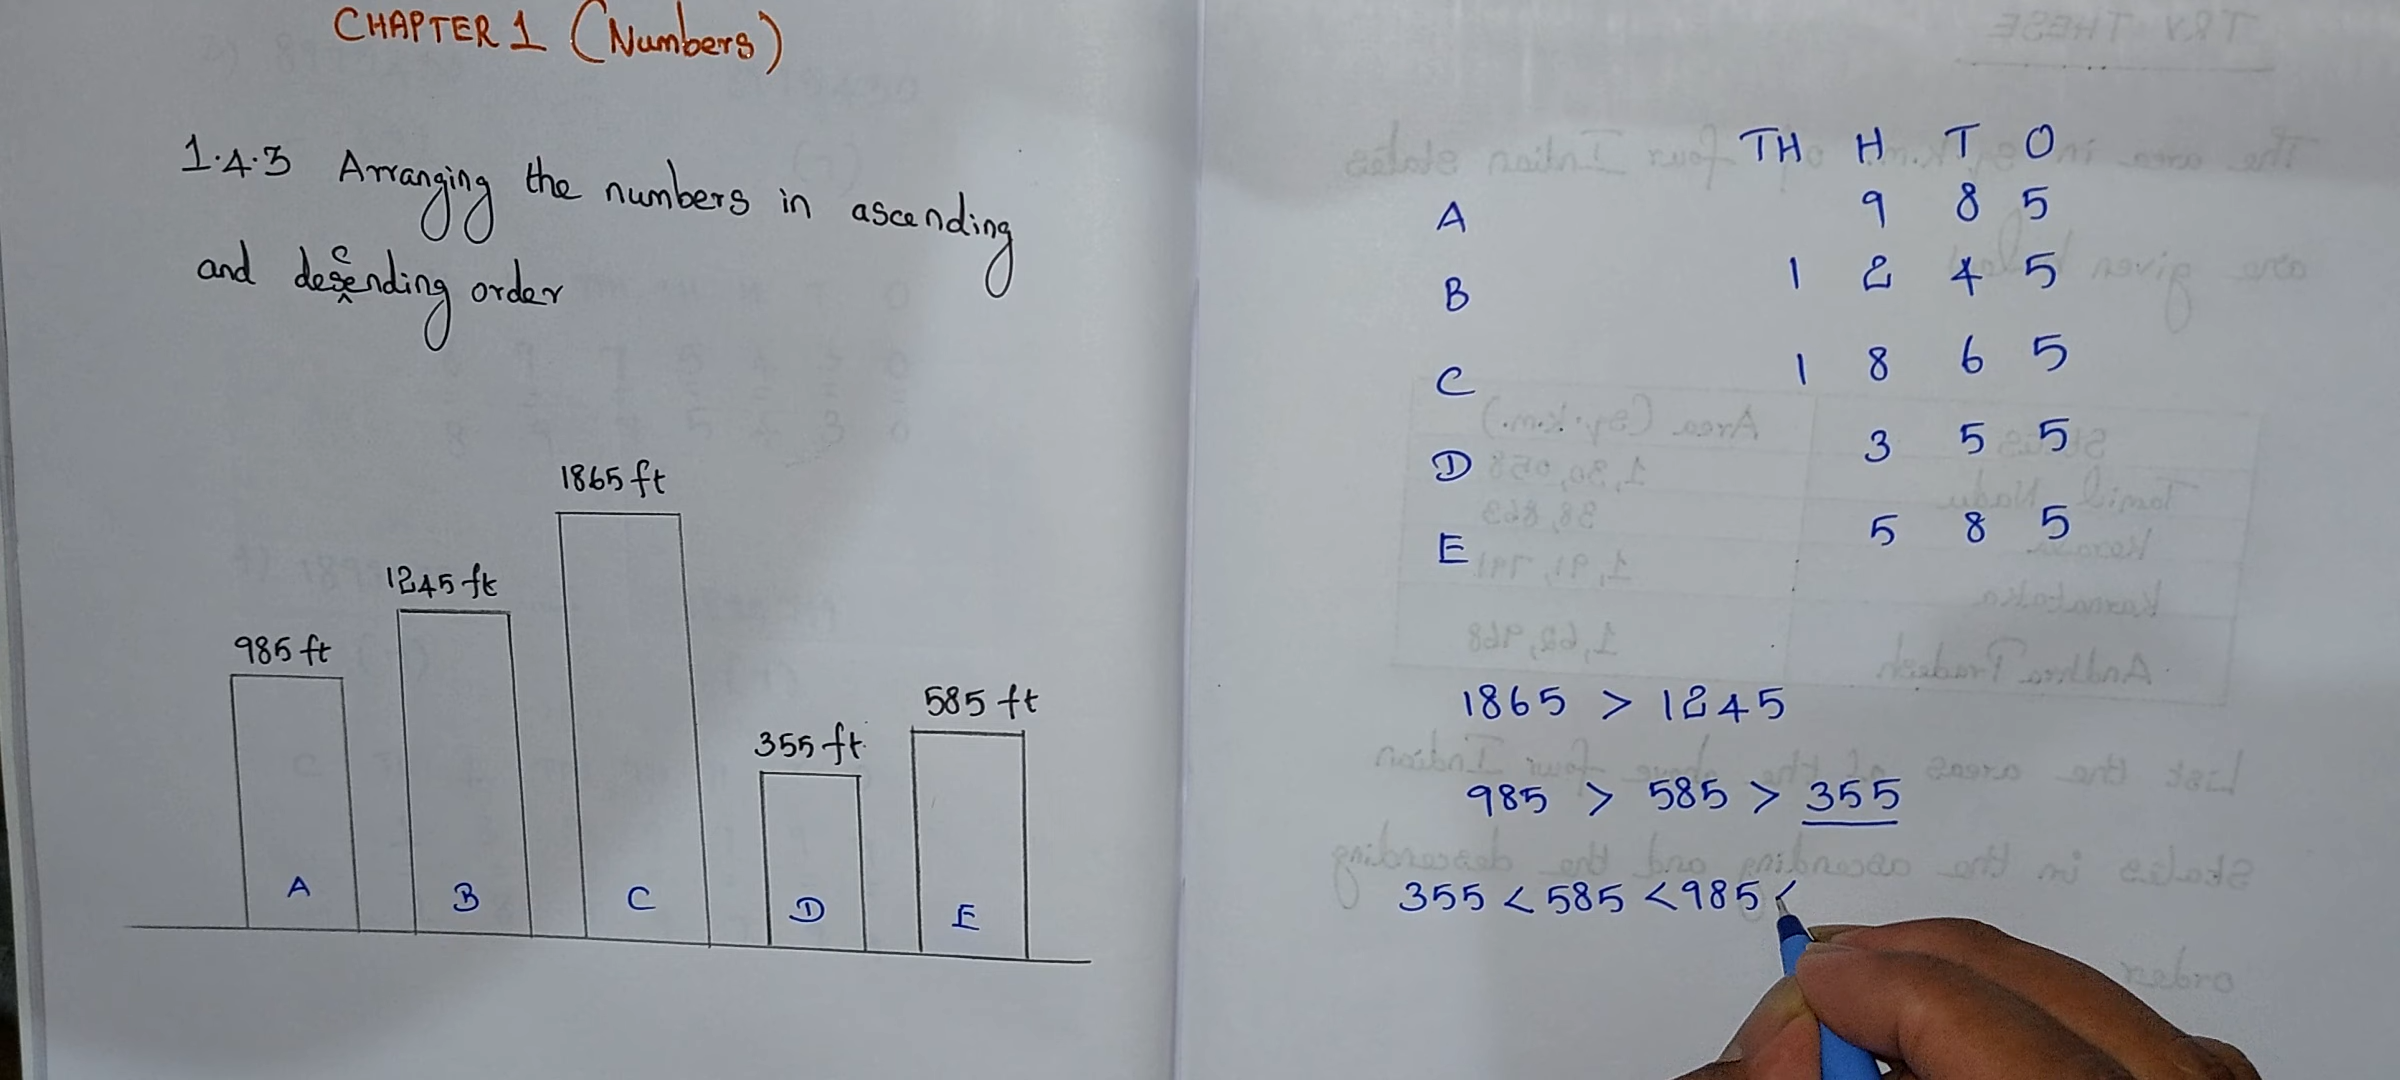 CHAPTER 1 (Numbers)
1.4.3 Arranging the numbers in ascending
and descending order
1865 ft
1245 ft
985 ft
585 ft
355 ft
A B C D E
TH H T O
A 9 8 5
B 1 2 4 5
C 1 8 6 5
D 3 5 5
E 5 8 5
1865 > 1245
985 > 585 > 355
355 < 585 < 985 <